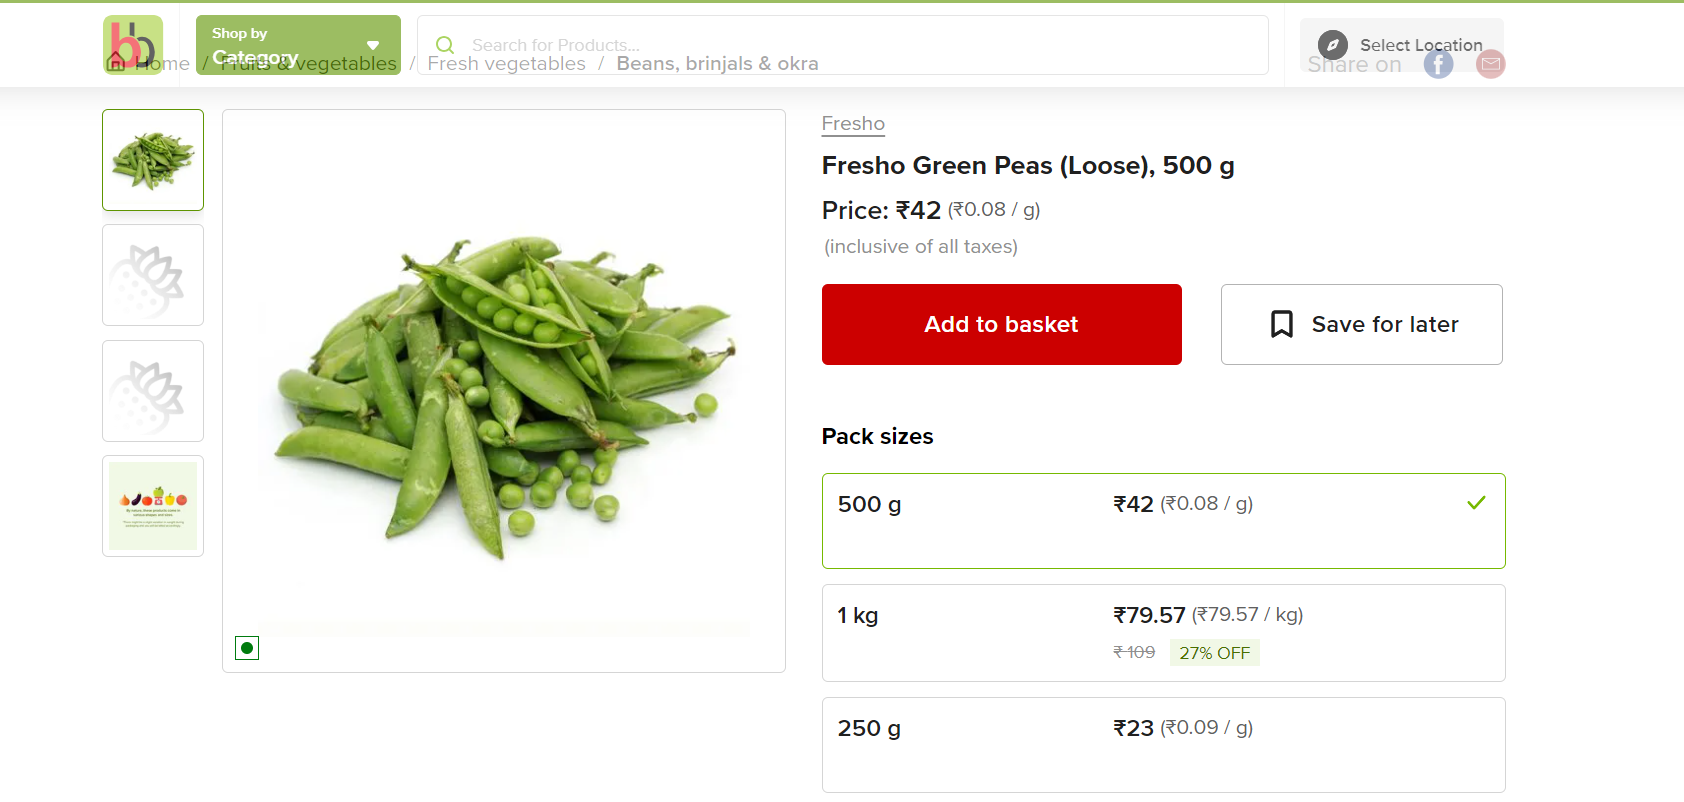 bb
Shop by
Category
Search for Products...
Select Location
Home / Fruits & vegetables / Fresh vegetables / Beans, brinjals & okra
Share on
Fresho
Fresho Green Peas (Loose), 500 g
Price: ₹42 (₹0.08 / g)
(inclusive of all taxes)
Add to basket
Save for later
Pack sizes
500 g ₹42 (₹0.08 / g)
1 kg ₹79.57 (₹79.57 / kg)
₹ 109 27% OFF
250 g ₹23 (₹0.09 / g)